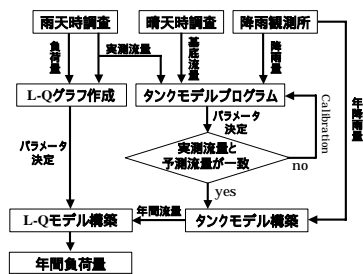 雨天時調査
晴天時調査
降雨観測所
負荷量
実測流量
基底流量
降雨量
L-Qグラフ作成
タンクモデルプログラム
パラメータ
決定
パラメータ
決定
Calibration
年降雨量
実測流量と
予測流量が一致
no
yes
年間流量
L-Qモデル構築
タンクモデル構築
年間負荷量